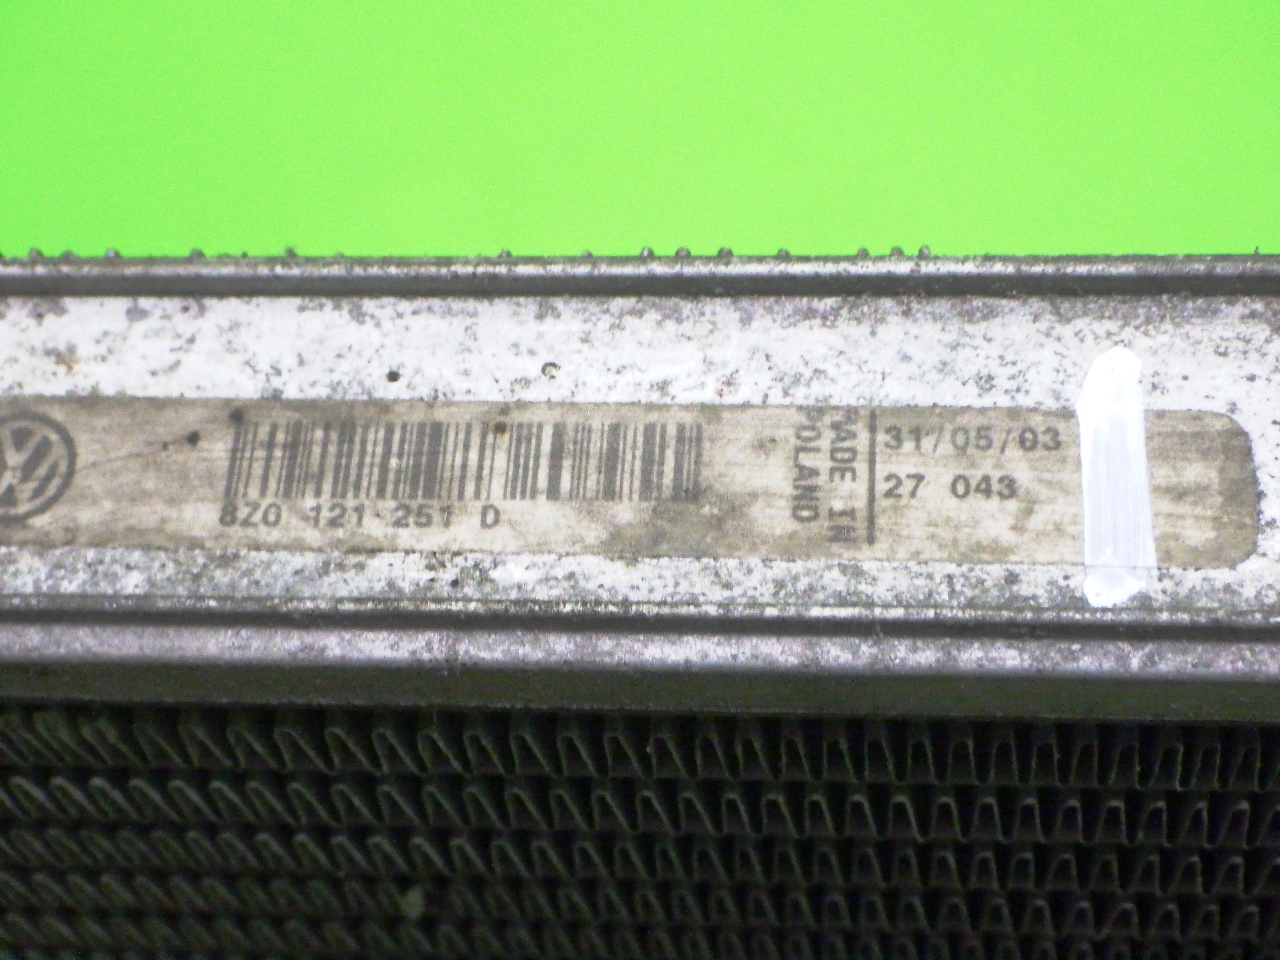 8Z0 121 251 D
MADE IN
POLAND
31/05/03
27 043